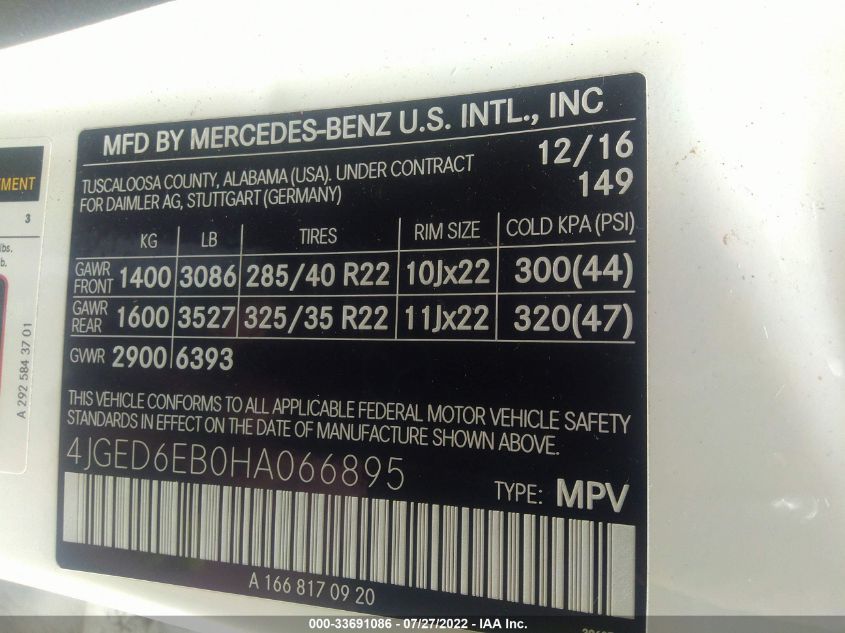 MFD BY MERCEDES-BENZ U.S. INTL., INC
TUSCALOOSA COUNTY, ALABAMA (USA). UNDER CONTRACT
FOR DAIMLER AG, STUTTGART (GERMANY)
12/16
149
KG LB TIRES RIM SIZE COLD KPA (PSI)
GAWR FRONT 1400 3086 285/40 R22 10Jx22 300(44)
GAWR REAR 1600 3527 325/35 R22 11Jx22 320(47)
GVWR 2900 6393
THIS VEHICLE CONFORMS TO ALL APPLICABLE FEDERAL MOTOR VEHICLE SAFETY
STANDARDS IN EFFECT ON THE DATE OF MANUFACTURE SHOWN ABOVE.
4JGED6EB0HA066895
TYPE: MPV
A 166 817 09 20
3
lbs.
A 292 584 37 01
000-33691086 - 07/27/2022 - IAA Inc.